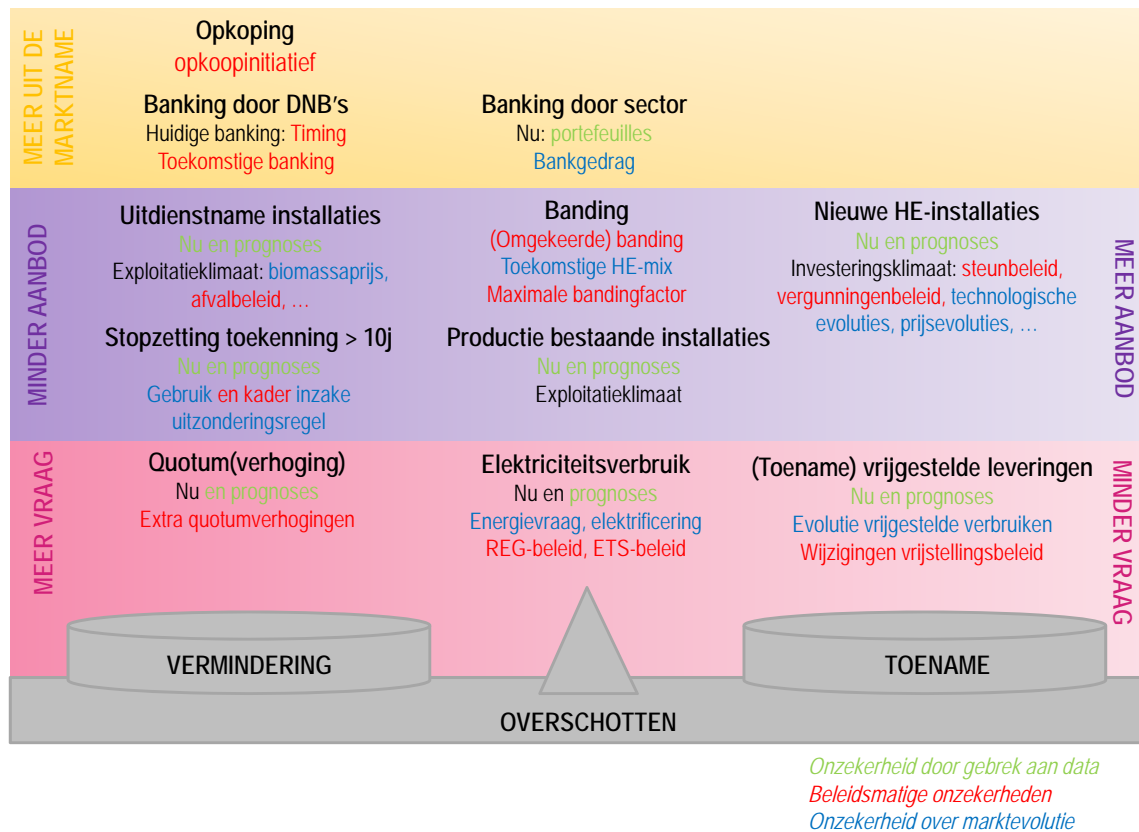 MEER UIT DE
MARKTNAME
Opkoping
opkoopinitiatief
Banking door DNB's
Huidige banking: Timing
Toekomstige banking
Banking door sector
Nu: portefeuilles
Bankgedrag
MINDER AANBOD
Uitdienstname installaties
Nu en prognoses
Exploitatieklimaat: biomassaprijs,
afvalbeleid, …
Stopzetting toekenning > 10j
Nu en prognoses
Gebruik en kader inzake
uitzonderingsregel
Banding
(Omgekeerde) banding
Toekomstige HE-mix
Maximale bandingfactor
Productie bestaande installaties
Nu en prognoses
Exploitatieklimaat
Nieuwe HE-installaties
Nu en prognoses
Investeringsklimaat: steunbeleid,
vergunningenbeleid, technologische
evoluties, prijsevoluties, …
MEER AANBOD
MEER VRAAG
Quotum(verhoging)
Nu en prognoses
Extra quotumverhogingen
Elektriciteitsverbruik
Nu en prognoses
Energievraag, elektrificering
REG-beleid, ETS-beleid
(Toename) vrijgestelde leveringen
Nu en prognoses
Evolutie vrijgestelde verbruiken
Wijzigingen vrijstellingsbeleid
MINDER VRAAG
VERMINDERING
TOENAME
OVERSCHOTTEN
Onzekerheid door gebrek aan data
Beleidsmatige onzekerheden
Onzekerheid over marktevolutie